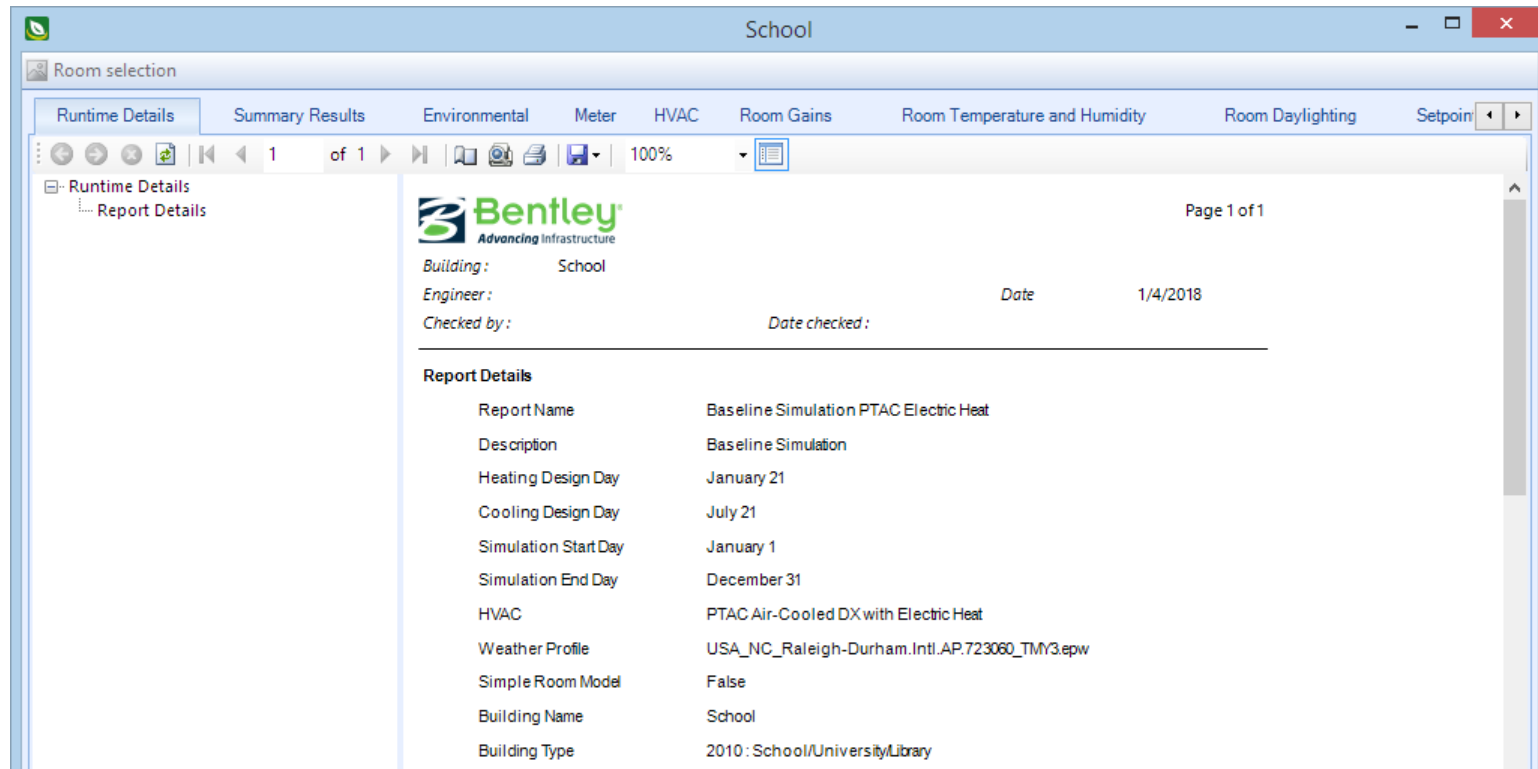 School
Room selection
Runtime Details Summary Results Environmental Meter HVAC Room Gains Room Temperature and Humidity Room Daylighting Setpoin
1 of 1 100%
Runtime Details
Report Details
Bentley
Advancing Infrastructure
Page 1 of 1
Building : School
Engineer : Date 1/4/2018
Checked by : Date checked :
Report Details
Report Name Baseline Simulation PTAC Electric Heat
Description Baseline Simulation
Heating Design Day January 21
Cooling Design Day July 21
Simulation Start Day January 1
Simulation End Day December 31
HVAC PTAC Air-Cooled DX with Electric Heat
Weather Profile USA_NC_Raleigh-Durham.Intl.AP.723060_TMY3.epw
Simple Room Model False
Building Name School
Building Type 2010 : School/University/Library